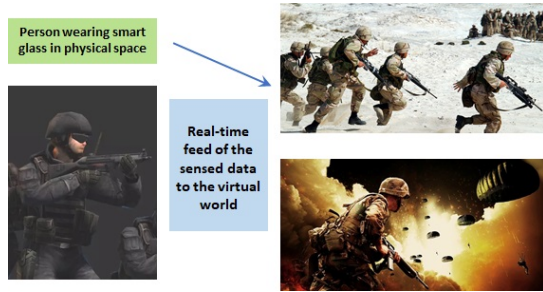 Person wearing smart
glass in physical space
Real-time
feed of the
sensed data
to the virtual
world